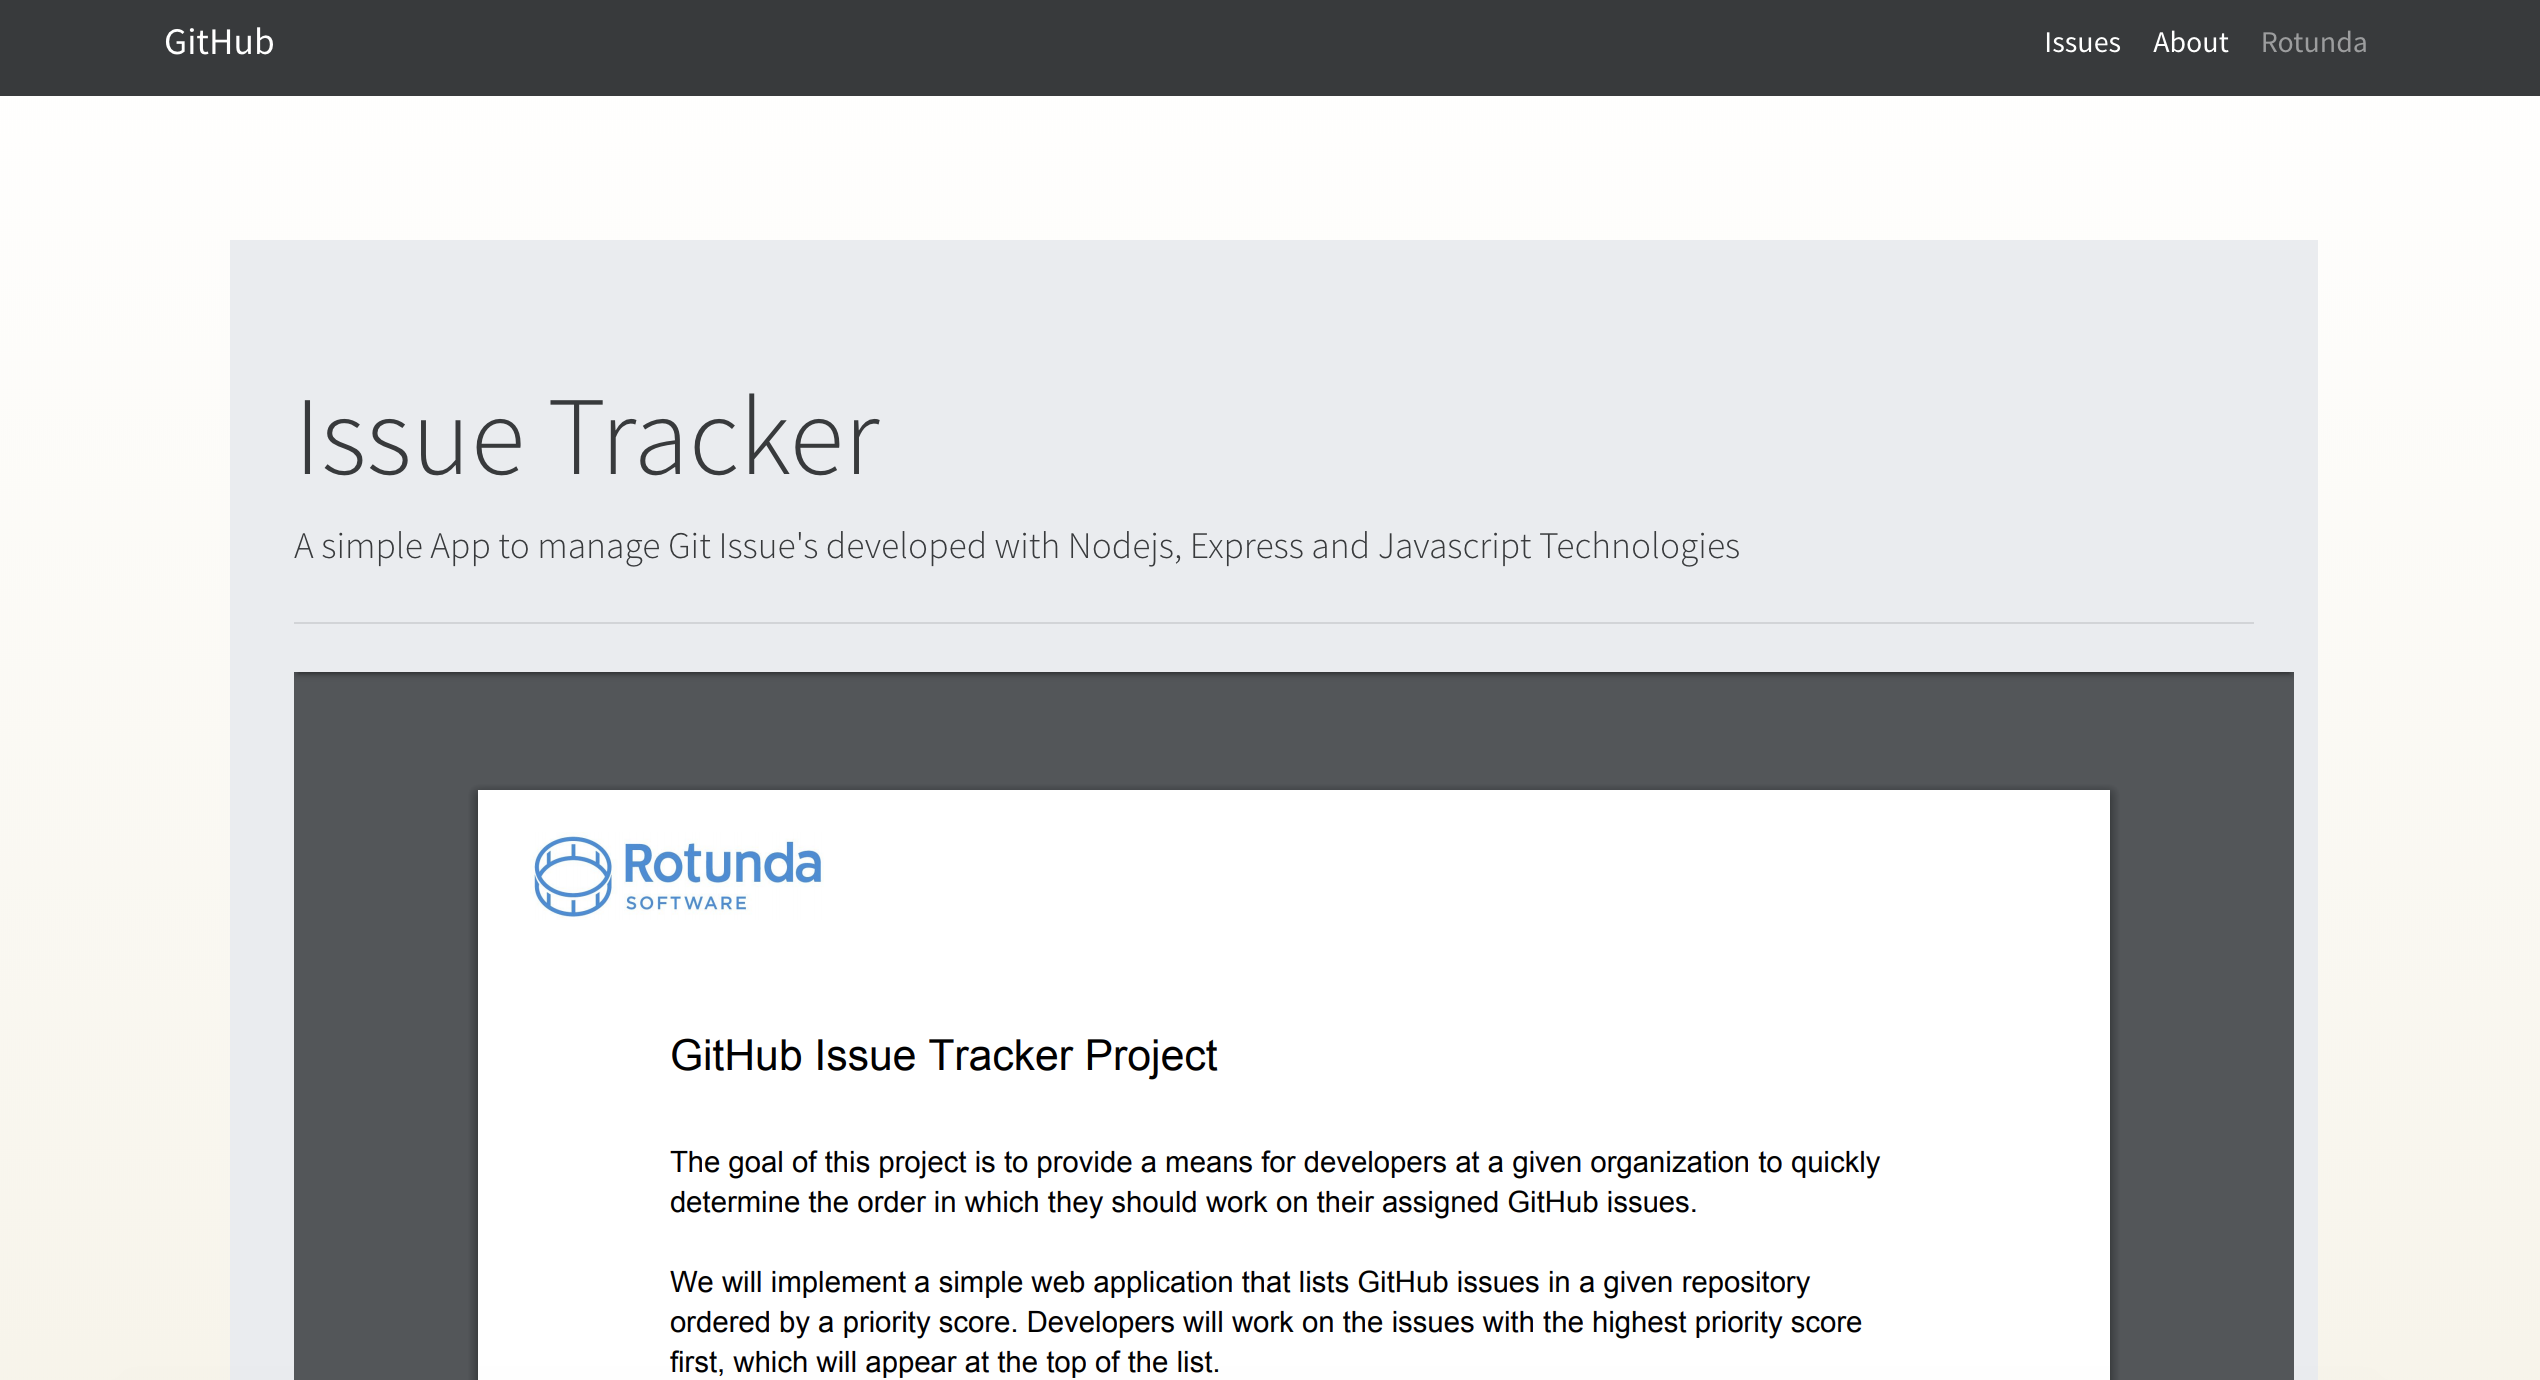 GitHub
Issues About Rotunda
Issue Tracker
A simple App to manage Git Issue's developed with Nodejs, Express and Javascript Technologies
Rotunda
SOFTWARE
GitHub Issue Tracker Project
The goal of this project is to provide a means for developers at a given organization to quickly
determine the order in which they should work on their assigned GitHub issues.
We will implement a simple web application that lists GitHub issues in a given repository
ordered by a priority score. Developers will work on the issues with the highest priority score
first, which will appear at the top of the list.